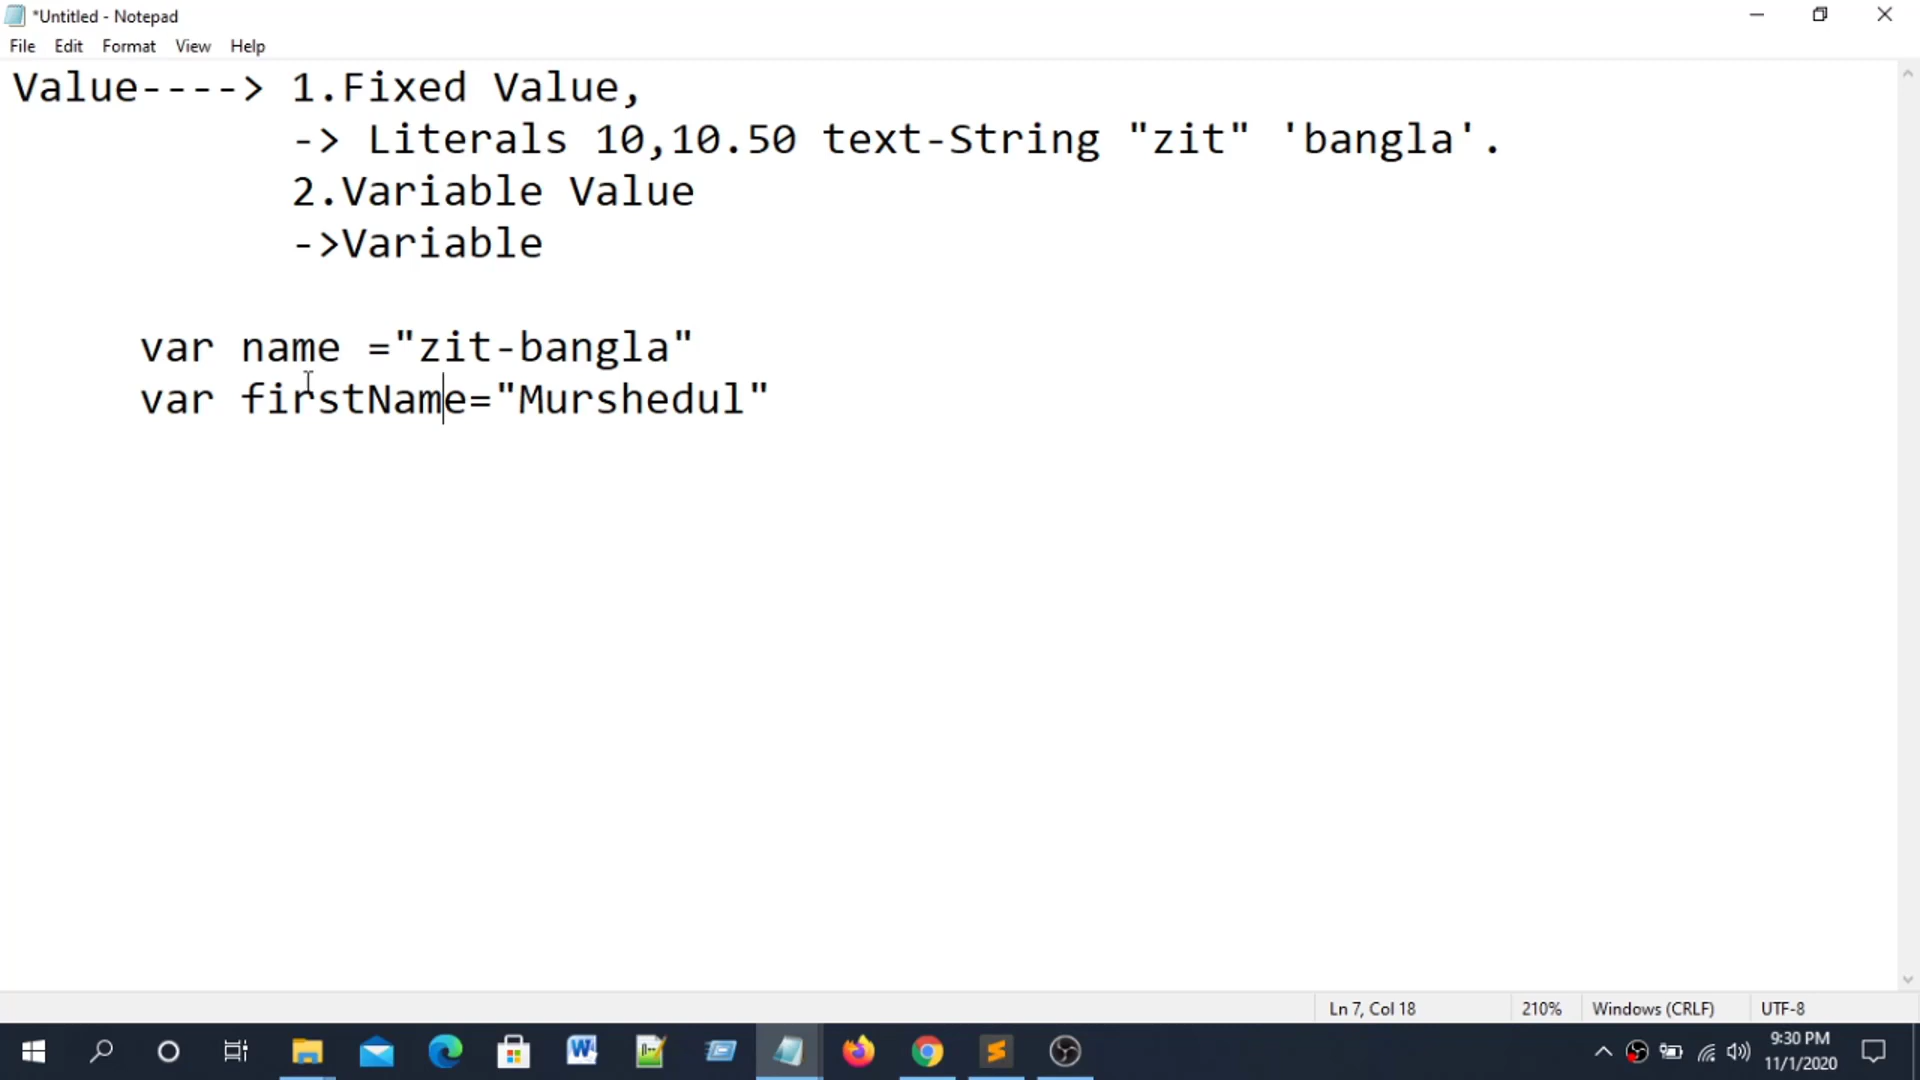 *Untitled - Notepad
File Edit Format View Help
Value----> 1.Fixed Value,
-> Literals 10,10.50 text-String "zit" 'bangla'.
2.Variable Value
->Variable
var name ="zit-bangla"
var firstName="Murshedul"
Ln 7, Col 18 210% Windows (CRLF) UTF-8
9:30 PM
11/1/2020